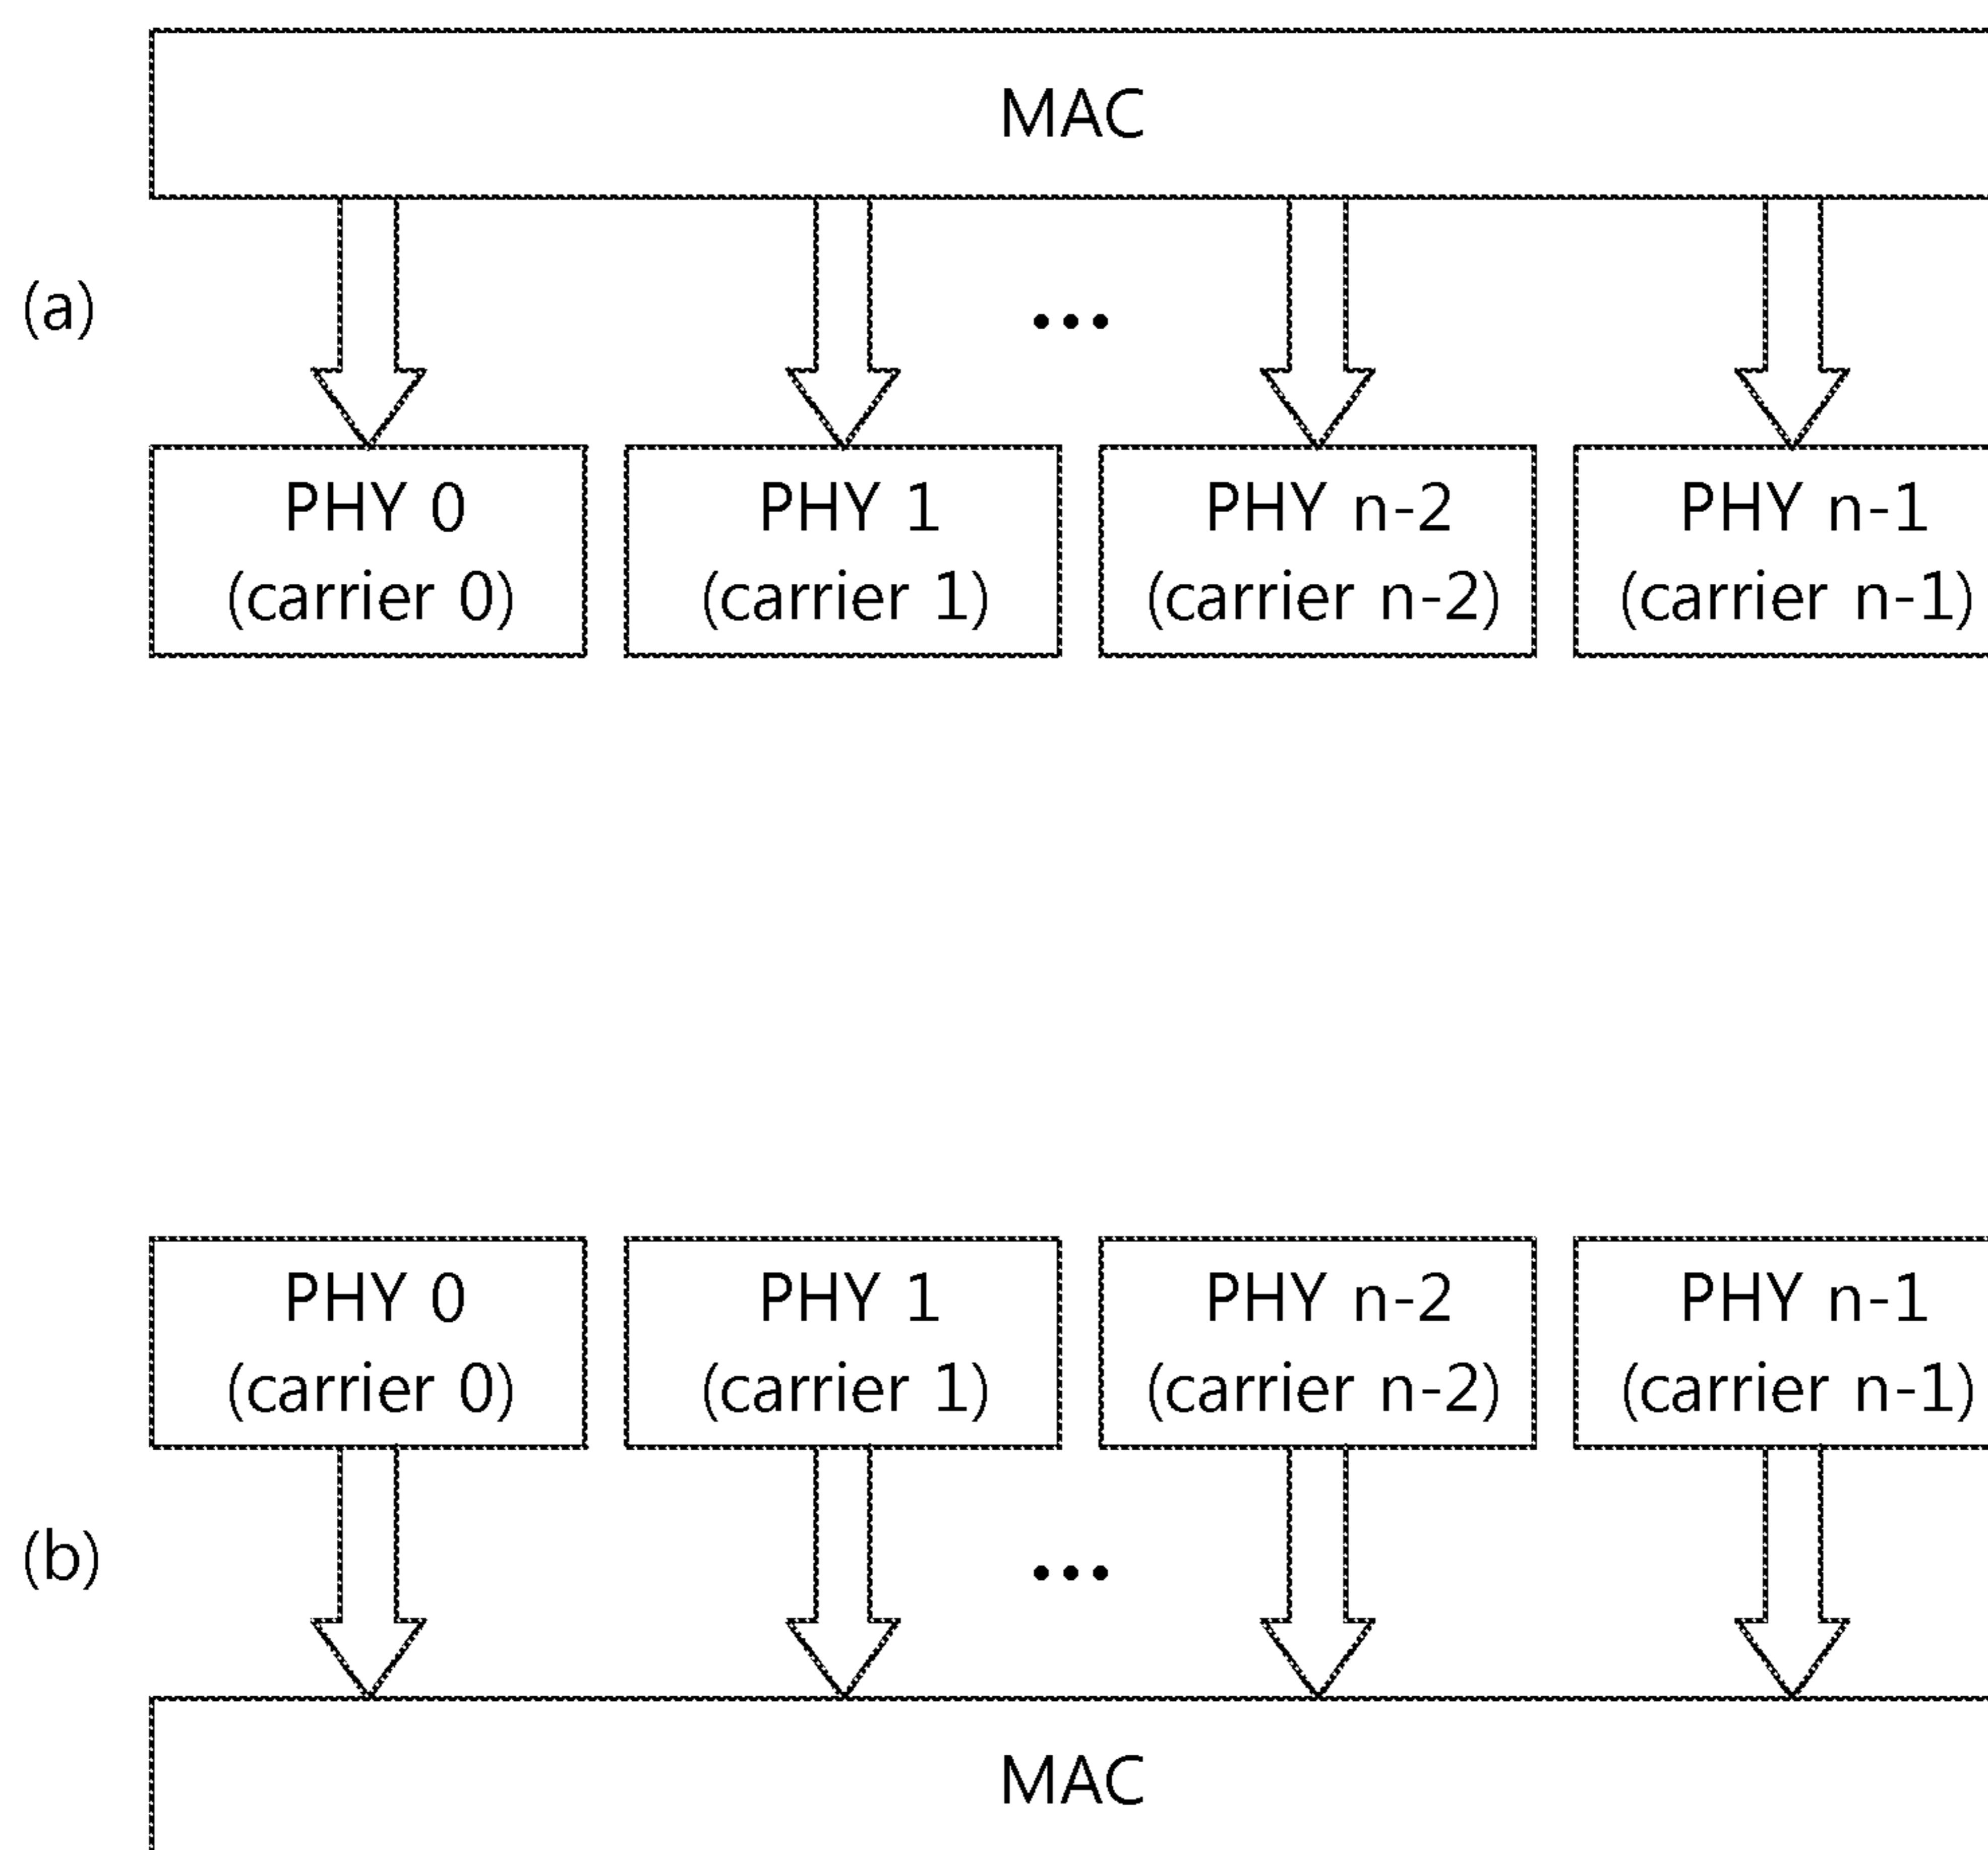 MAC
(a)
...
PHY 0
(carrier 0)
PHY 1
(carrier 1)
PHY n-2
(carrier n-2)
PHY n-1
(carrier n-1)
PHY 0
(carrier 0)
PHY 1
(carrier 1)
PHY n-2
(carrier n-2)
PHY n-1
(carrier n-1)
(b)
...
MAC